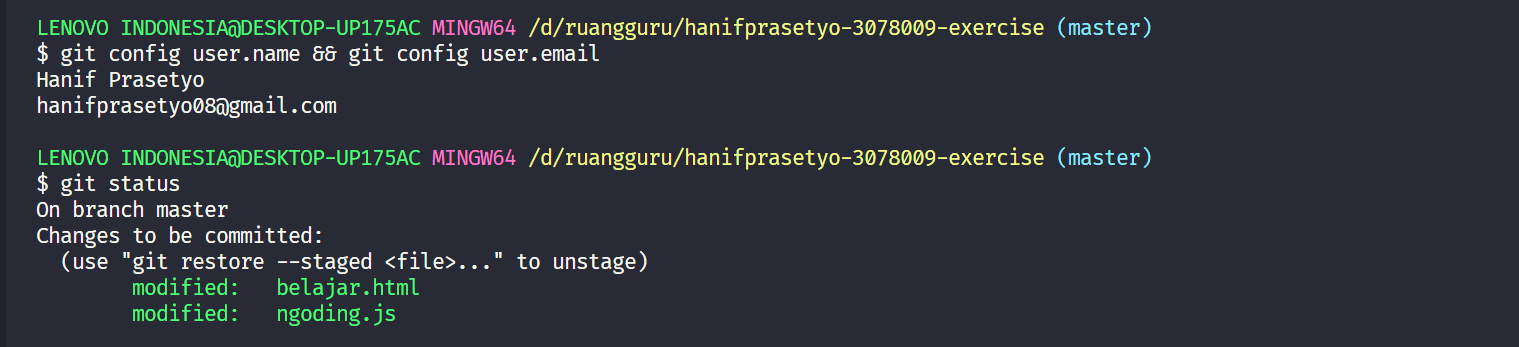 LENOVO INDONESIA@DESKTOP-UP175AC MINGW64 /d/ruangguru/hanifprasetyo-3078009-exercise (master)
$ git config user.name && git config user.email
Hanif Prasetyo
hanifprasetyo08@gmail.com
LENOVO INDONESIA@DESKTOP-UP175AC MINGW64 /d/ruangguru/hanifprasetyo-3078009-exercise (master)
$ git status
On branch master
Changes to be committed:
(use "git restore --staged <file>..." to unstage)
modified: belajar.html
modified: ngoding.js